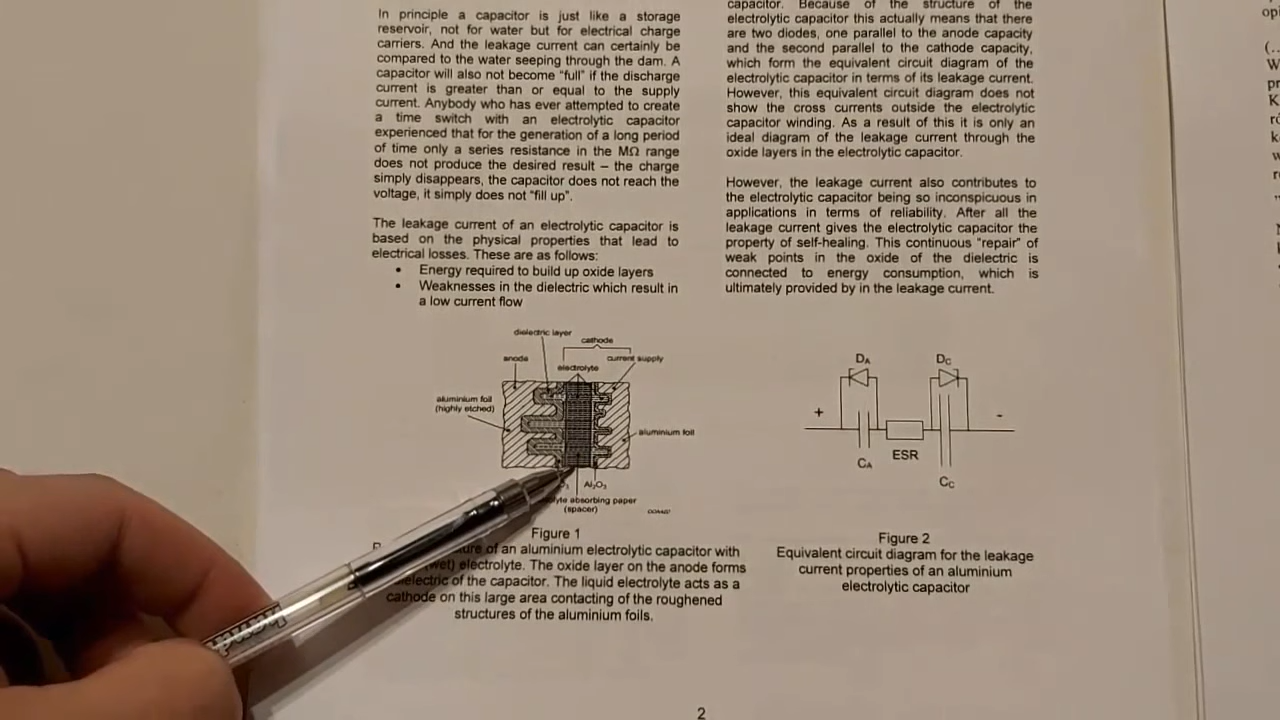 In principle a capacitor is just like a storage
reservoir, not for water but for electrical charge
carriers. And the leakage current can certainly be
compared to the water seeping through the dam. A
capacitor will also not become "full" if the discharge
current is greater than or equal to the supply
current. Anybody who has ever attempted to create
a time switch with an electrolytic capacitor
experienced that for the generation of a long period
of time only a series resistance in the MΩ range
does not produce the desired result – the charge
simply disappears, the capacitor does not reach the
voltage, it simply does not "fill up".
The leakage current of an electrolytic capacitor is
based on the physical properties that lead to
electrical losses. These are as follows:
• Energy required to build up oxide layers
• Weaknesses in the dielectric which result in
a low current flow
dielectric layer
cathode
anode
current supply
electrolyte
aluminium foil
(highly etched)
aluminium foil
Al₂O₃
absorbing paper
(spacer)
Figure 1
of an aluminium electrolytic capacitor with
(wet) electrolyte. The oxide layer on the anode forms
of the capacitor. The liquid electrolyte acts as a
cathode on this large area contacting of the roughened
structures of the aluminium foils.
capacitor. Because of the structure of the
electrolytic capacitor this actually means that there
are two diodes, one parallel to the anode capacity
and the second parallel to the cathode capacity,
which form the equivalent circuit diagram of the
electrolytic capacitor in terms of its leakage current.
However, this equivalent circuit diagram does not
show the cross currents outside the electrolytic
capacitor winding. As a result of this it is only an
ideal diagram of the leakage current through the
oxide layers in the electrolytic capacitor.
However, the leakage current also contributes to
the electrolytic capacitor being so inconspicuous in
applications in terms of reliability. After all the
leakage current gives the electrolytic capacitor the
property of self-healing. This continuous "repair" of
weak points in the oxide of the dielectric is
connected to energy consumption, which is
ultimately provided by in the leakage current.
DA DC
+ -
ESR
CA
CC
Figure 2
Equivalent circuit diagram for the leakage
current properties of an aluminium
electrolytic capacitor
2